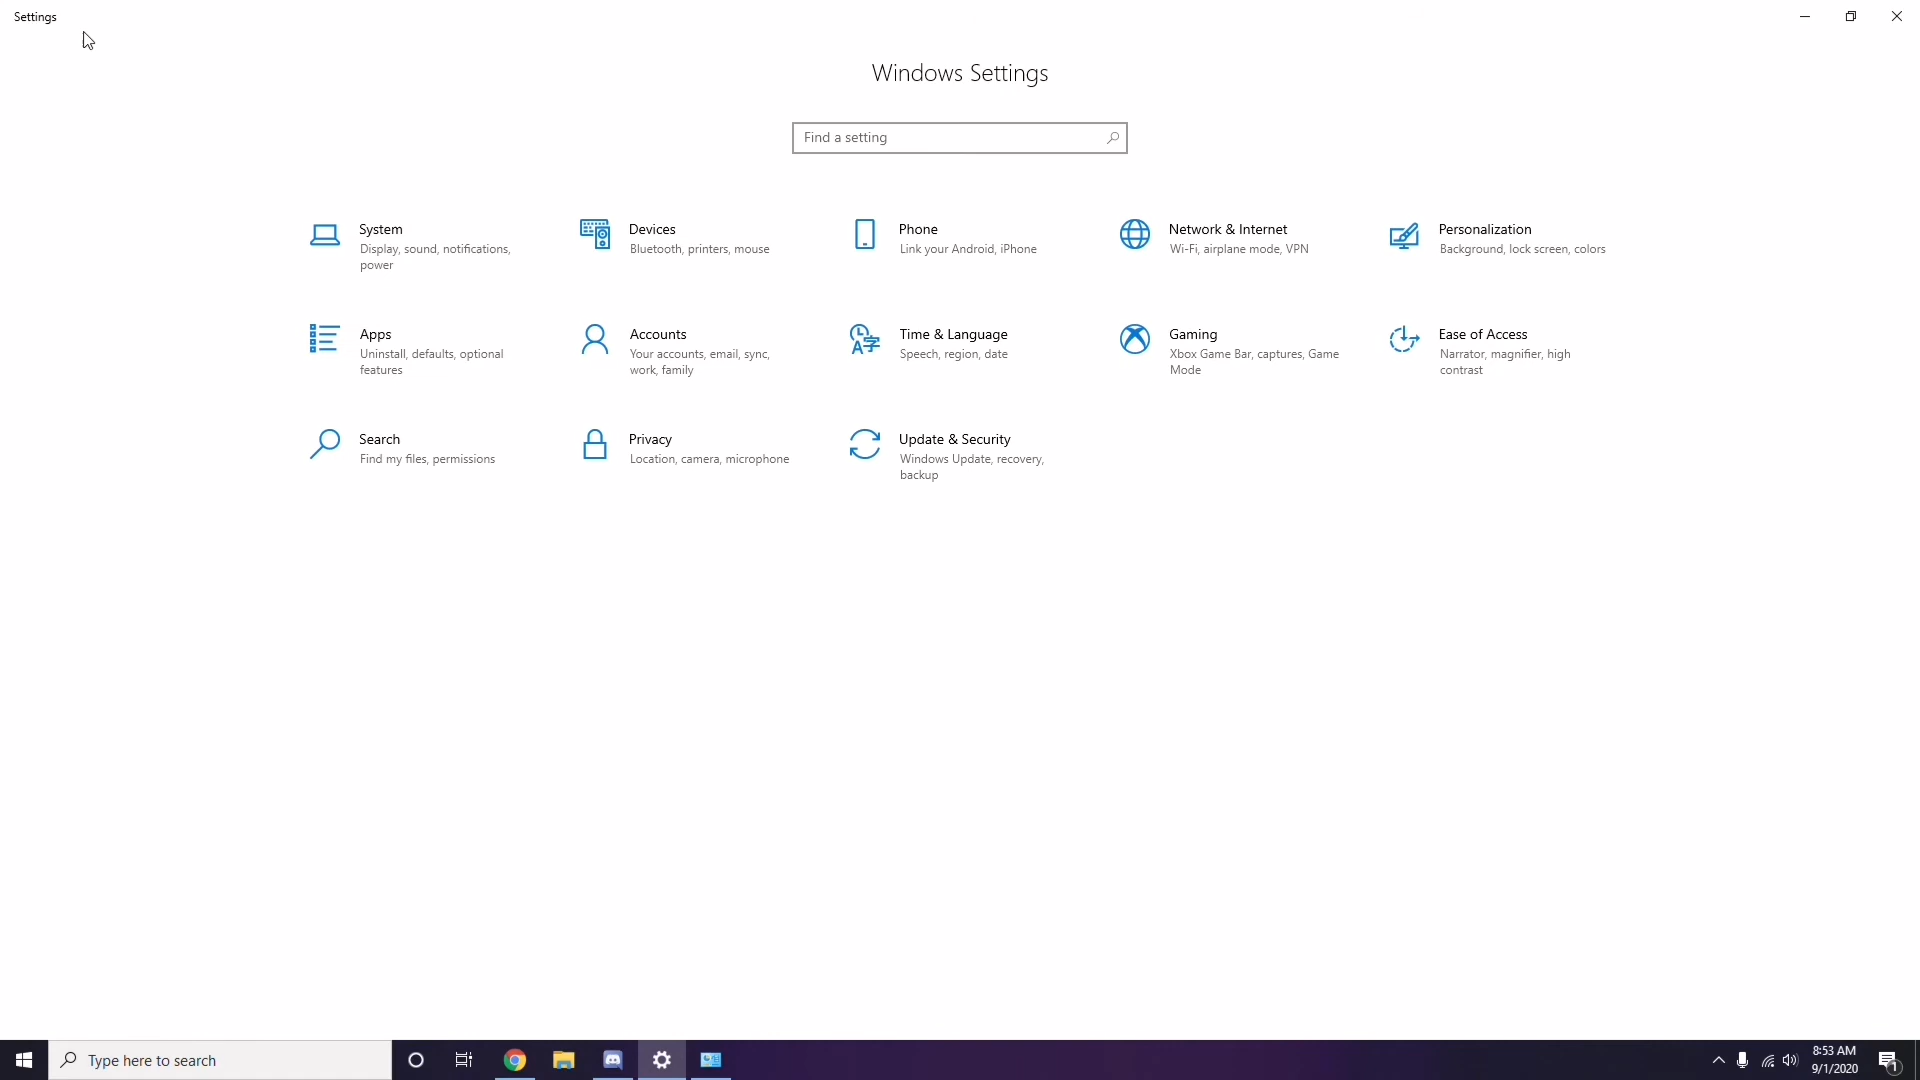 Settings
Windows Settings
Find a setting
System
Display, sound, notifications,
power
Devices
Bluetooth, printers, mouse
Phone
Link your Android, iPhone
Network & Internet
Wi-Fi, airplane mode, VPN
Personalization
Background, lock screen, colors
Apps
Uninstall, defaults, optional
features
Accounts
Your accounts, email, sync,
work, family
Time & Language
Speech, region, date
Gaming
Xbox Game Bar, captures, Game
Mode
Ease of Access
Narrator, magnifier, high
contrast
Search
Find my files, permissions
Privacy
Location, camera, microphone
Update & Security
Windows Update, recovery,
backup
Type here to search
8:53 AM
9/1/2020
1